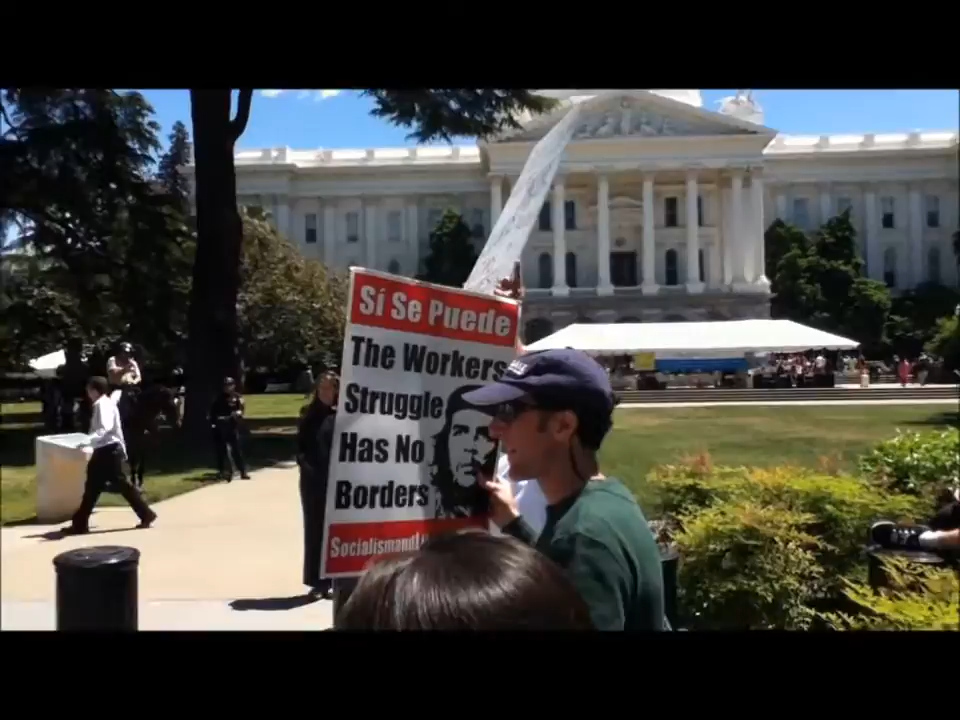 Sí Se Puede
The Workers
Struggle
Has No
Borders